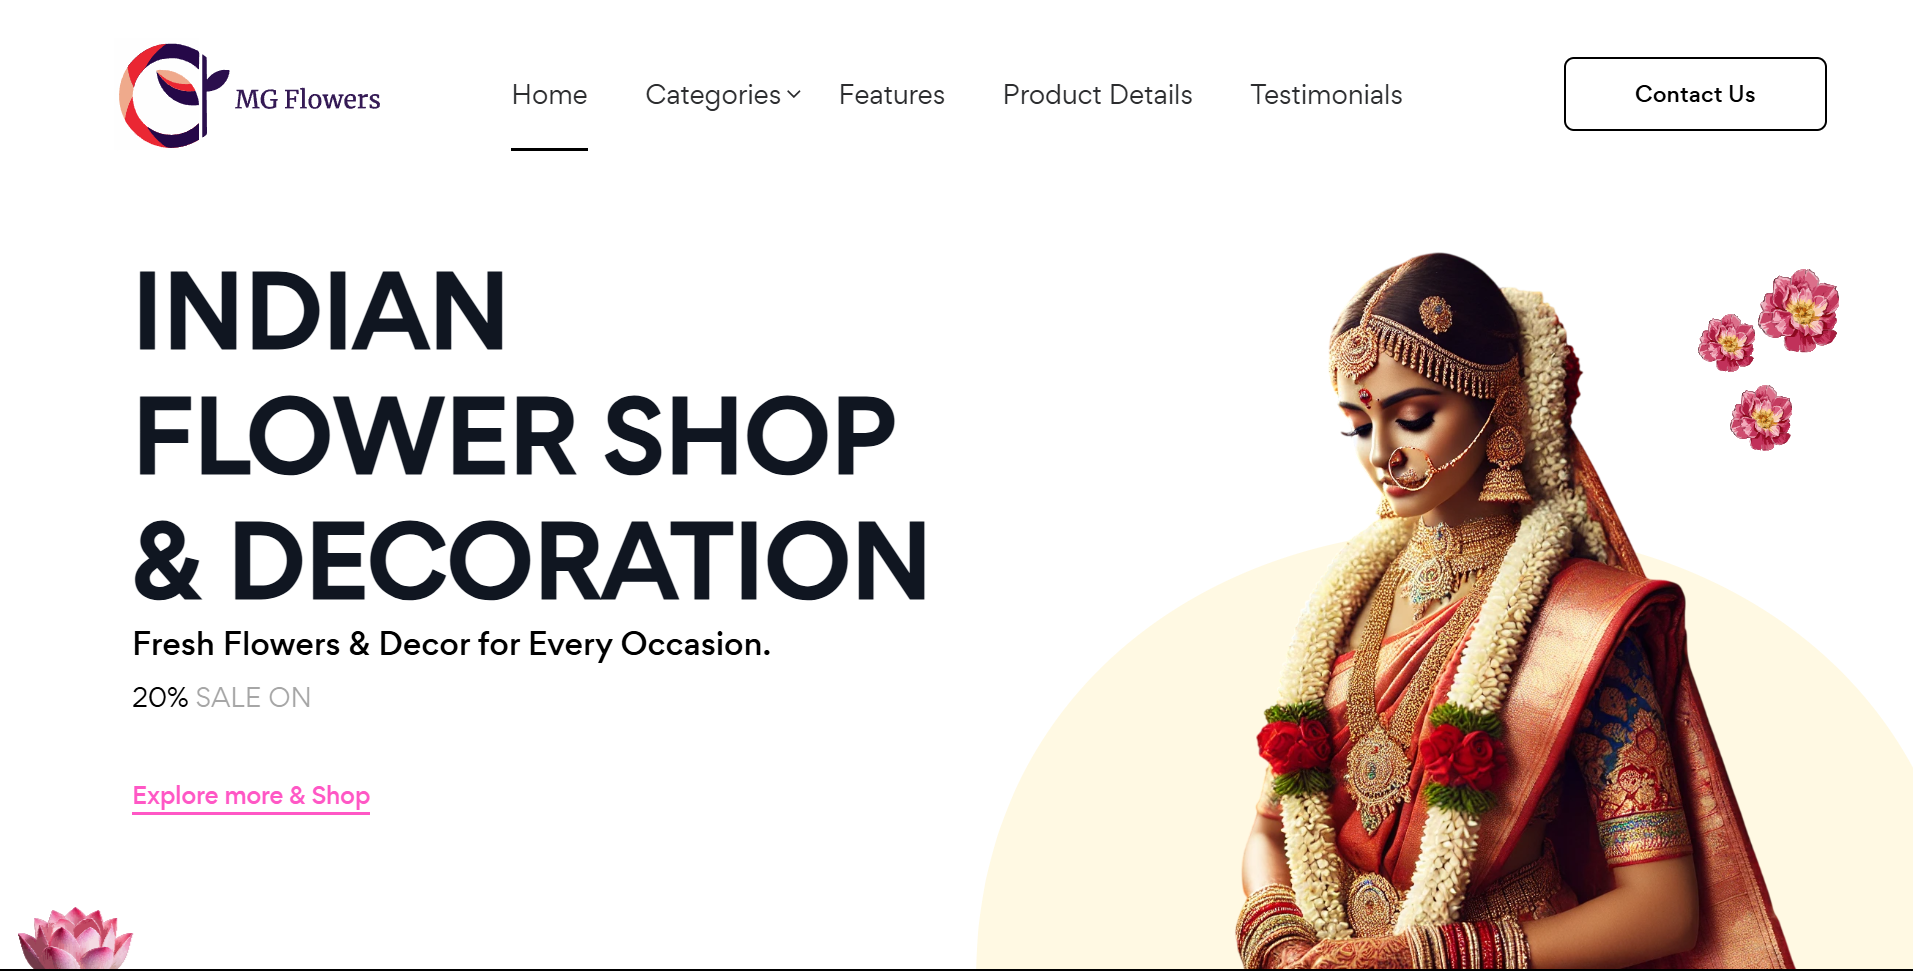 MG Flowers
Home
Categories
Features
Product Details
Testimonials
Contact Us
INDIAN
FLOWER SHOP
& DECORATION
Fresh Flowers & Decor for Every Occasion.
20% SALE ON
Explore more & Shop